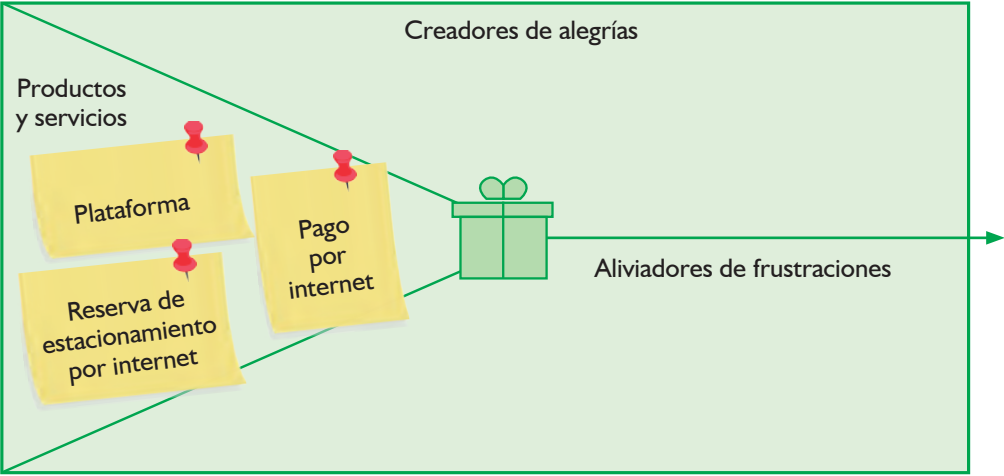 Creadores de alegrías
Productos
y servicios
Plataforma
Pago
por
internet
Reserva de
estacionamiento
por internet
Aliviadores de frustraciones